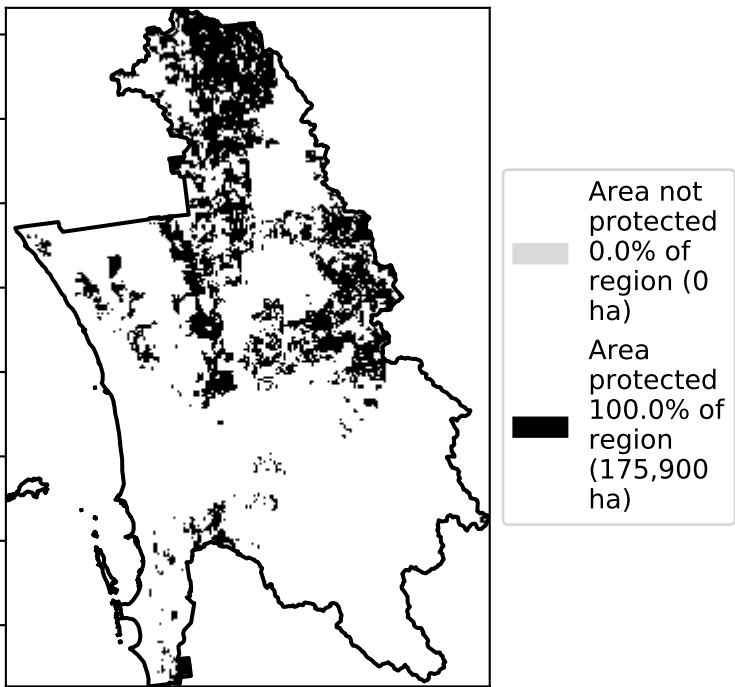 Area not
protected
0.0% of
region (0
ha)
Area
protected
100.0% of
region
(175,900
ha)